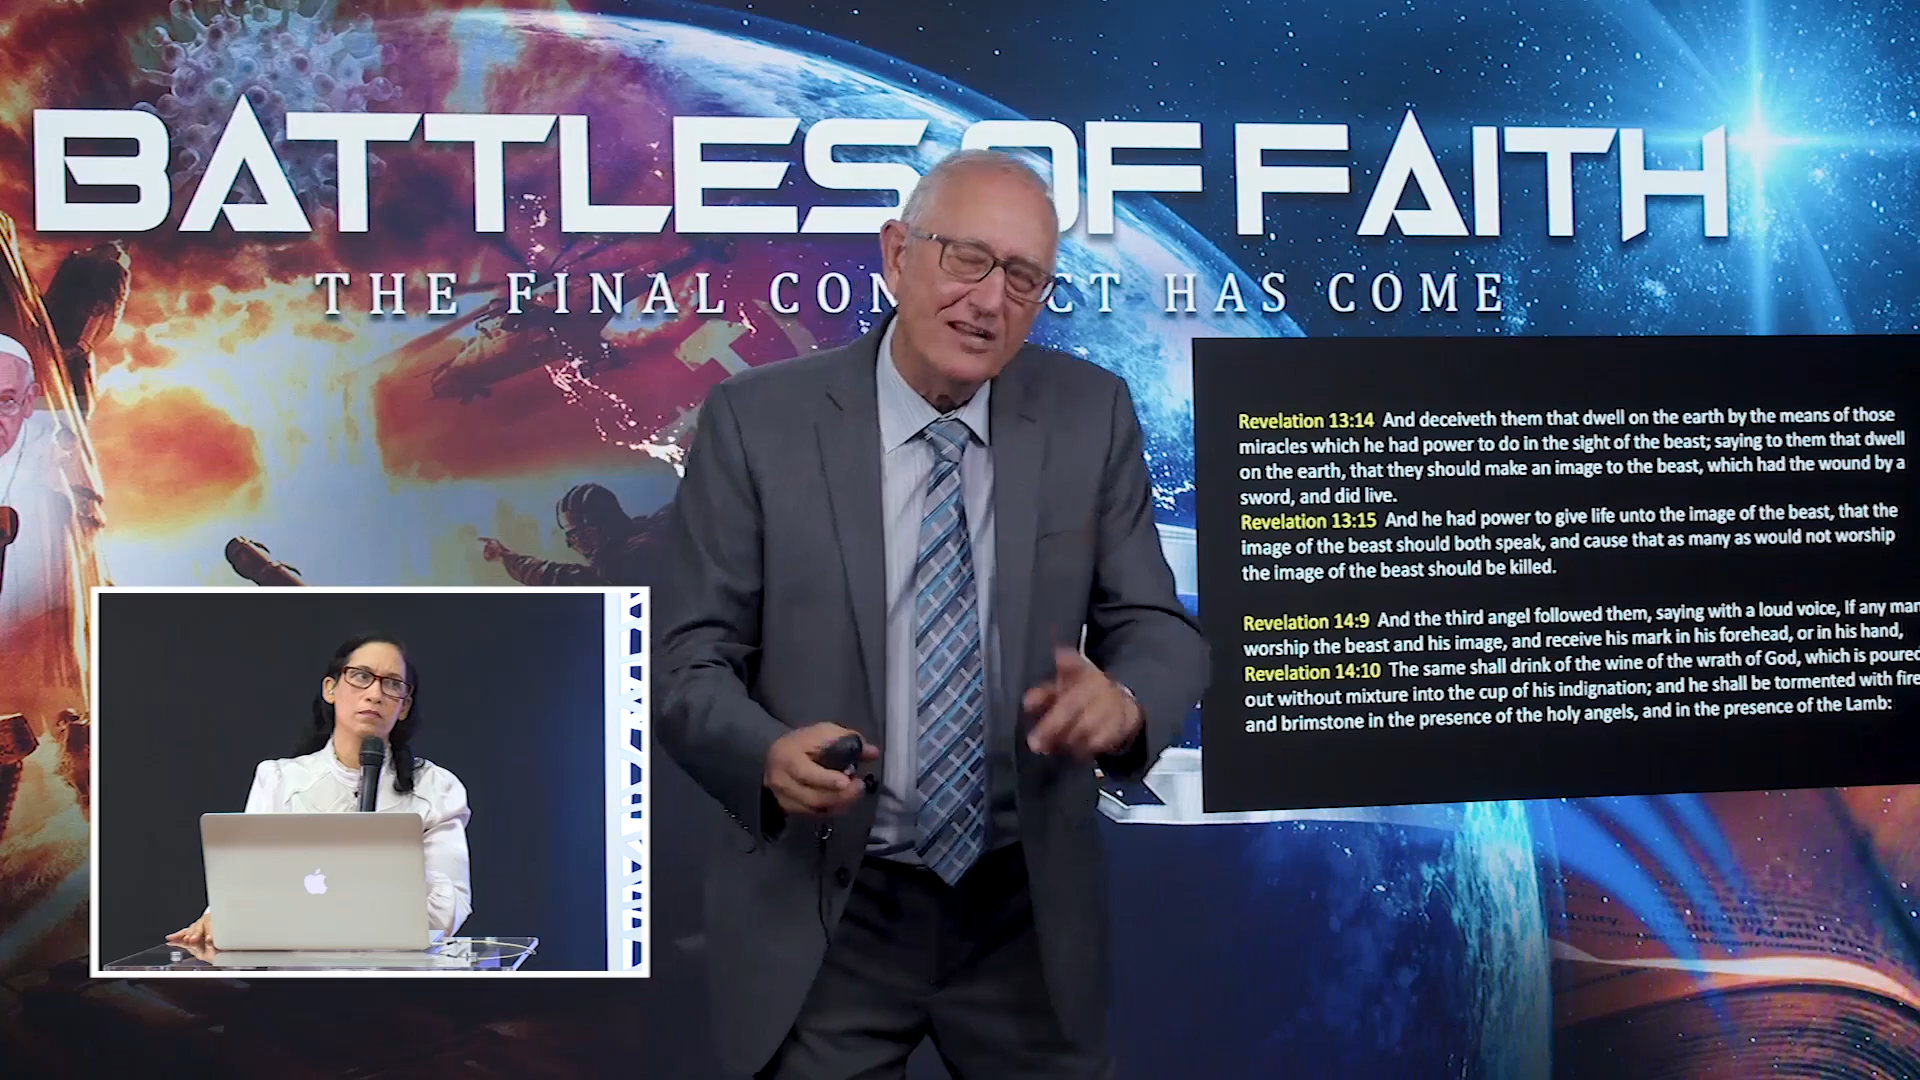 BATTLES OF FAITH
THE FINAL CON CT HAS COME
Revelation 13:14 And deceiveth them that dwell on the earth by the means of those
miracles which he had power to do in the sight of the beast; saying to them that dwell
on the earth, that they should make an image to the beast, which had the wound by a
sword, and did live.
Revelation 13:15 And he had power to give life unto the image of the beast, that the
image of the beast should both speak, and cause that as many as would not worship
the image of the beast should be killed.
Revelation 14:9 And the third angel followed them, saying with a loud voice, If any man
worship the beast and his image, and receive his mark in his forehead, or in his hand,
Revelation 14:10 The same shall drink of the wine of the wrath of God, which is poured
out without mixture into the cup of his indignation; and he shall be tormented with fire
and brimstone in the presence of the holy angels, and in the presence of the Lamb: